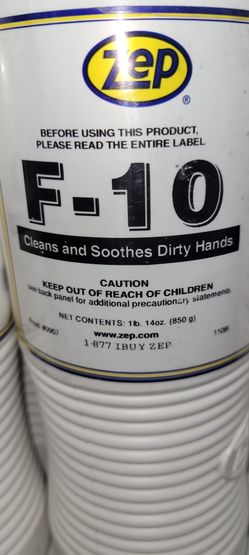 Zep
®
BEFORE USING THIS PRODUCT,
PLEASE READ THE ENTIRE LABEL
F-10
Cleans and Soothes Dirty Hands
CAUTION
KEEP OUT OF REACH OF CHILDREN
see back panel for additional precautionary statements.
NET CONTENTS: 1lb. 14oz. (850 g)
www.zep.com
1-877 IBUY ZEP